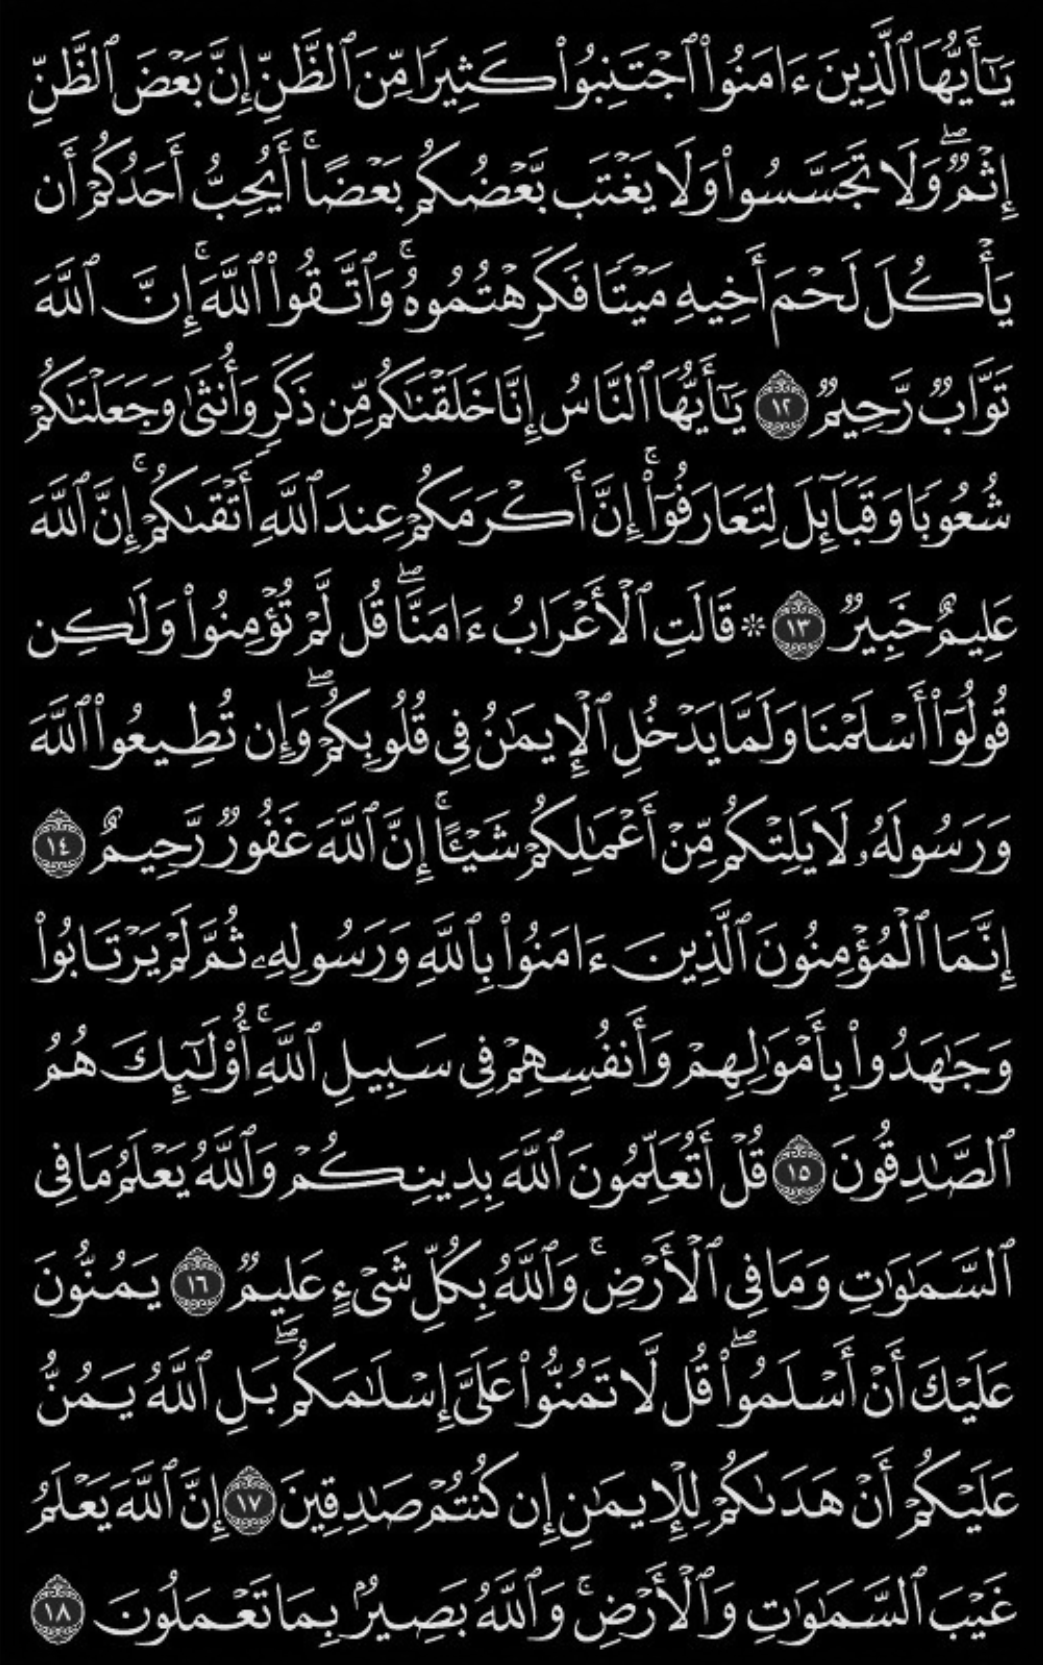 يَٰٓأَيُّهَا ٱلَّذِينَ ءَامَنُوا۟ ٱجْتَنِبُوا۟ كَثِيرًا مِّنَ ٱلظَّنِّ إِنَّ بَعْضَ ٱلظَّنِّ
إِثْمٌ ۖ وَلَا تَجَسَّسُوا۟ وَلَا يَغْتَب بَّعْضُكُم بَعْضًا ۚ أَيُحِبُّ أَحَدُكُمْ أَن
يَأْكُلَ لَحْمَ أَخِيهِ مَيْتًا فَكَرِهْتُمُوهُ ۚ وَٱتَّقُوا۟ ٱللَّهَ ۚ إِنَّ ٱللَّهَ
تَوَّابٌ رَّحِيمٌ ١٢ يَٰٓأَيُّهَا ٱلنَّاسُ إِنَّا خَلَقْنَٰكُم مِّن ذَكَرٍ وَأُنثَىٰ وَجَعَلْنَٰكُمْ
شُعُوبًا وَقَبَآئِلَ لِتَعَارَفُوٓا۟ ۚ إِنَّ أَكْرَمَكُمْ عِندَ ٱللَّهِ أَتْقَىٰكُمْ ۚ إِنَّ ٱللَّهَ
عَلِيمٌ خَبِيرٌ ١٣ * قَالَتِ ٱلْأَعْرَابُ ءَامَنَّا ۖ قُل لَّمْ تُؤْمِنُوا۟ وَلَٰكِن
قُولُوٓا۟ أَسْلَمْنَا وَلَمَّا يَدْخُلِ ٱلْإِيمَٰنُ فِى قُلُوبِكُمْ ۖ وَإِن تُطِيعُوا۟ ٱللَّهَ
وَرَسُولَهُۥ لَا يَلِتْكُم مِّنْ أَعْمَٰلِكُمْ شَيْـًٔا ۚ إِنَّ ٱللَّهَ غَفُورٌ رَّحِيمٌ ١٤
إِنَّمَا ٱلْمُؤْمِنُونَ ٱلَّذِينَ ءَامَنُوا۟ بِٱللَّهِ وَرَسُولِهِۦ ثُمَّ لَمْ يَرْتَابُوا۟
وَجَٰهَدُوا۟ بِأَمْوَٰلِهِمْ وَأَنفُسِهِمْ فِى سَبِيلِ ٱللَّهِ ۚ أُو۟لَٰٓئِكَ هُمُ
ٱلصَّٰدِقُونَ ١٥ قُلْ أَتُعَلِّمُونَ ٱللَّهَ بِدِينِكُمْ وَٱللَّهُ يَعْلَمُ مَا فِى
ٱلسَّمَٰوَٰتِ وَمَا فِى ٱلْأَرْضِ ۚ وَٱللَّهُ بِكُلِّ شَىْءٍ عَلِيمٌ ١٦ يَمُنُّونَ
عَلَيْكَ أَنْ أَسْلَمُوا۟ ۖ قُل لَّا تَمُنُّوا۟ عَلَىَّ إِسْلَٰمَكُم ۖ بَلِ ٱللَّهُ يَمُنُّ
عَلَيْكُمْ أَنْ هَدَىٰكُمْ لِلْإِيمَٰنِ إِن كُنتُمْ صَٰدِقِينَ ١٧ إِنَّ ٱللَّهَ يَعْلَمُ
غَيْبَ ٱلسَّمَٰوَٰتِ وَٱلْأَرْضِ ۚ وَٱللَّهُ بَصِيرٌۢ بِمَا تَعْمَلُونَ ١٨